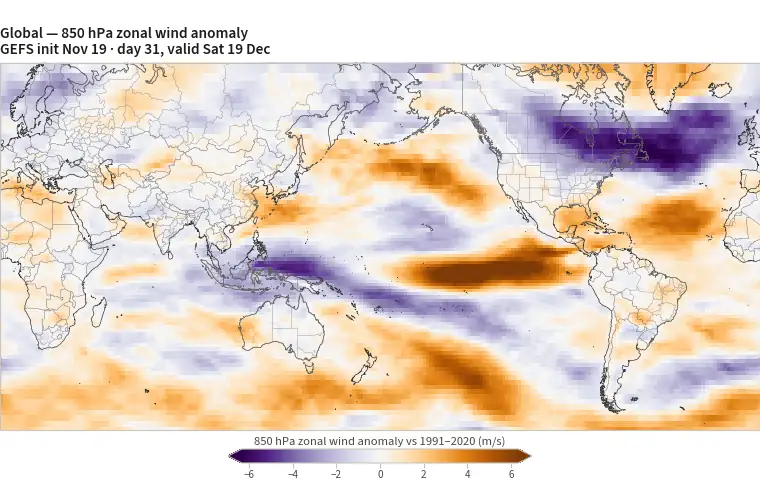 Global — 850 hPa zonal wind anomaly
GEFS init Nov 19 · day 31, valid Sat 19 Dec
850 hPa zonal wind anomaly vs 1991–2020 (m/s)
−6 −4 −2 0 2 4 6